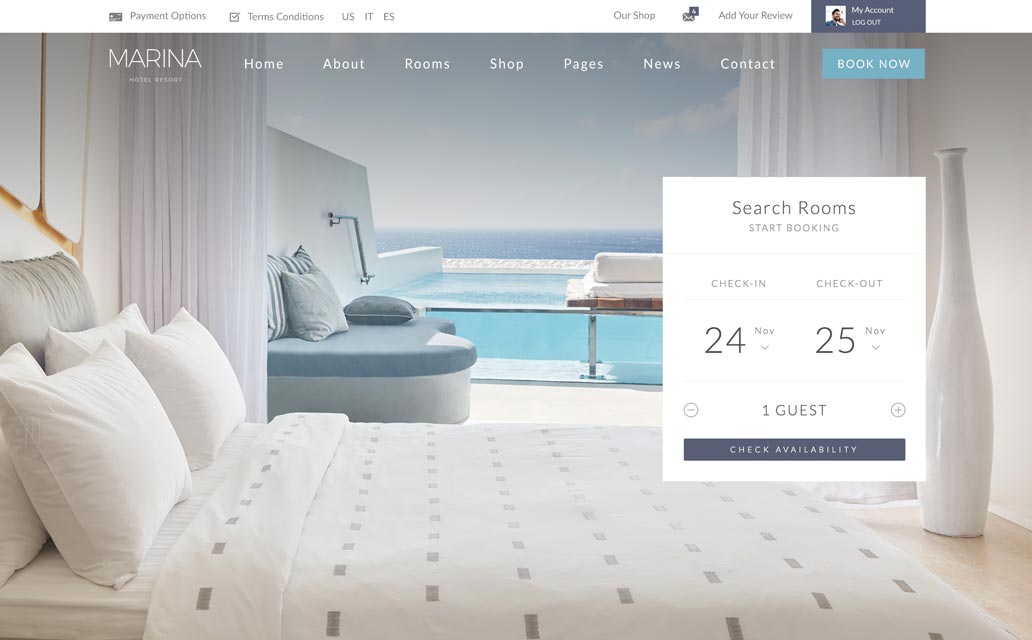 Payment Options
Terms Conditions
US IT ES
Our Shop
4
Add Your Review
My Account
LOG OUT
MARINA
HOTEL RESORT
Home About Rooms Shop Pages News Contact
BOOK NOW
Search Rooms
START BOOKING
CHECK-IN CHECK-OUT
24 Nov 25 Nov
1 GUEST
CHECK AVAILABILITY